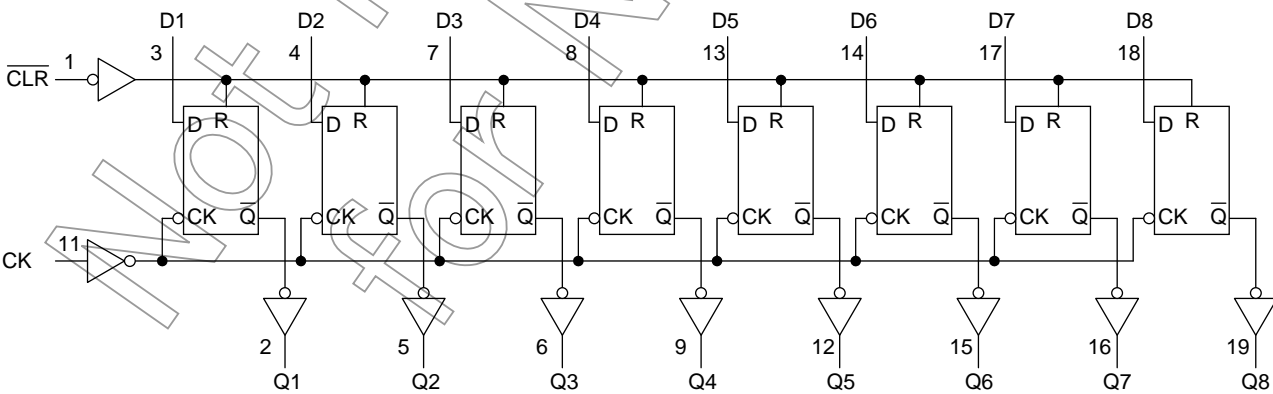 D1 D2 D3 D4 D5 D6 D7 D8
3 4 7 8 13 14 17 18
C̅L̅R̅ 1
D R D R D R D R D R D R D R D R
CK Q̅ CK Q̅ CK Q̅ CK Q̅ CK Q̅ CK Q̅ CK Q̅ CK Q̅
CK 11
2 5 6 9 12 15 16 19
Q1 Q2 Q3 Q4 Q5 Q6 Q7 Q8
Not
for